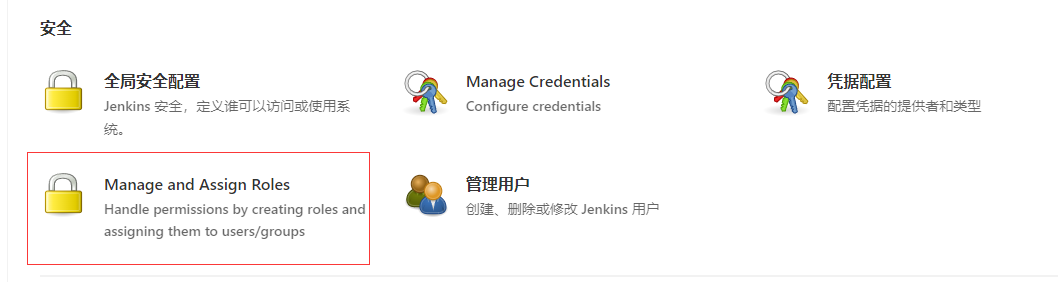 安全
全局安全配置
Jenkins 安全，定义谁可以访问或使用系
统。
Manage Credentials
Configure credentials
凭据配置
配置凭据的提供者和类型
Manage and Assign Roles
Handle permissions by creating roles and
assigning them to users/groups
管理用户
创建、删除或修改 Jenkins 用户